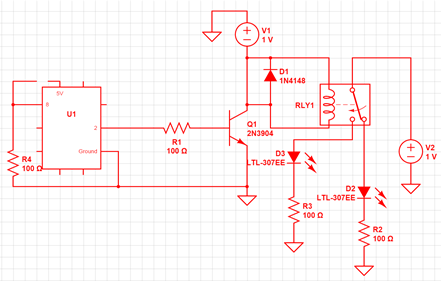 V1
1 V
D1
1N4148
5V
8
U1
RLY1
Q1
2N3904
2
R1
100 Ω
V2
1 V
Ground
D3
LTL-307EE
R4
100 Ω
D2
LTL-307EE
R3
100 Ω
R2
100 Ω